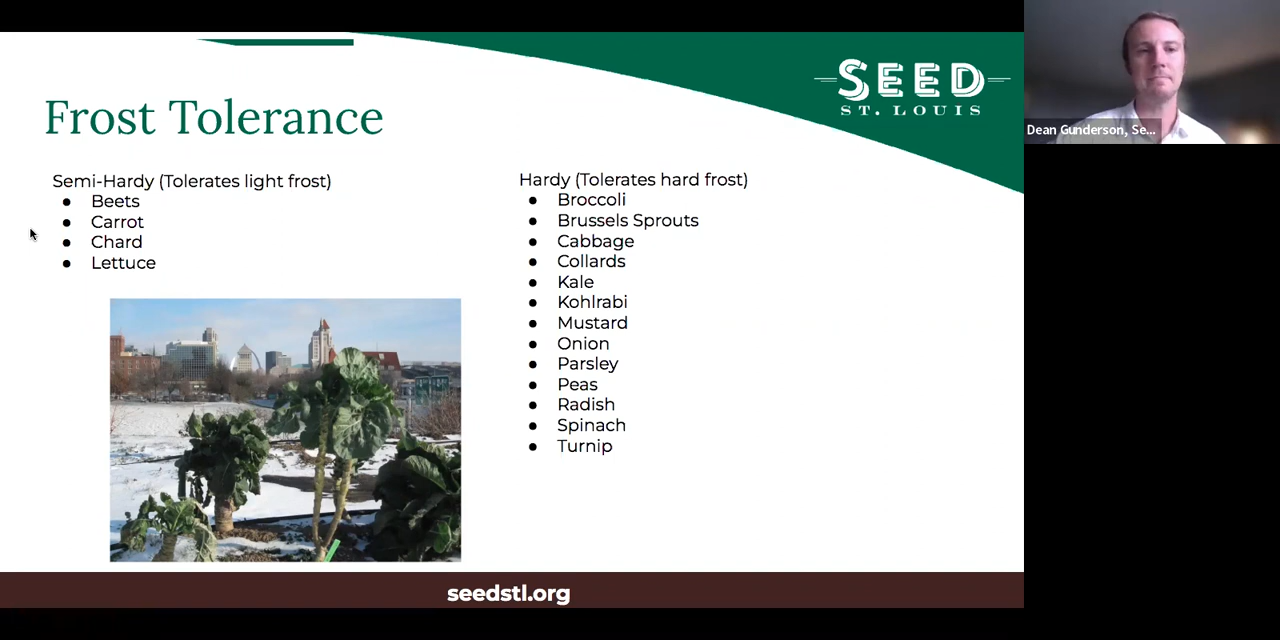 SEED
ST. LOUIS
Frost Tolerance
Semi-Hardy (Tolerates light frost)
● Beets
● Carrot
● Chard
● Lettuce
Hardy (Tolerates hard frost)
● Broccoli
● Brussels Sprouts
● Cabbage
● Collards
● Kale
● Kohlrabi
● Mustard
● Onion
● Parsley
● Peas
● Radish
● Spinach
● Turnip
seedstl.org
Dean Gunderson, Se...